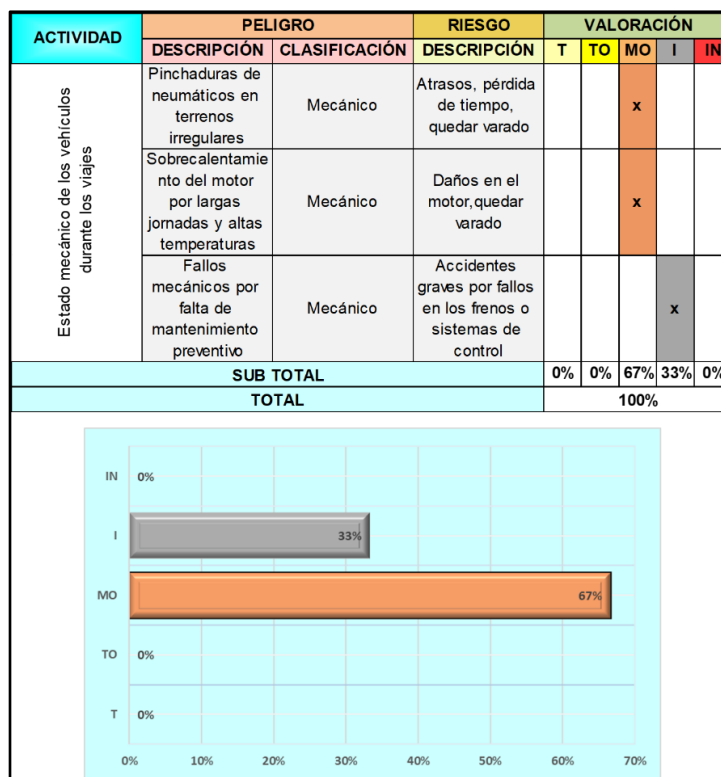 ACTIVIDAD
PELIGRO
RIESGO
VALORACIÓN
DESCRIPCIÓN
CLASIFICACIÓN
DESCRIPCIÓN
T
TO
MO
I
IN
Estado mecánico de los vehículos
durante los viajes
Pinchaduras de
neumáticos en
terrenos
irregulares
Mecánico
Atrasos, pérdida
de tiempo,
quedar varado
x
Sobrecalentamie
nto del motor
por largas
jornadas y altas
temperaturas
Mecánico
Daños en el
motor,quedar
varado
x
Fallos
mecánicos por
falta de
mantenimiento
preventivo
Mecánico
Accidentes
graves por fallos
en los frenos o
sistemas de
control
x
SUB TOTAL
0%
0%
67%
33%
0%
TOTAL
100%
IN
0%
I
33%
MO
67%
TO
0%
T
0%
0%
10%
20%
30%
40%
50%
60%
70%